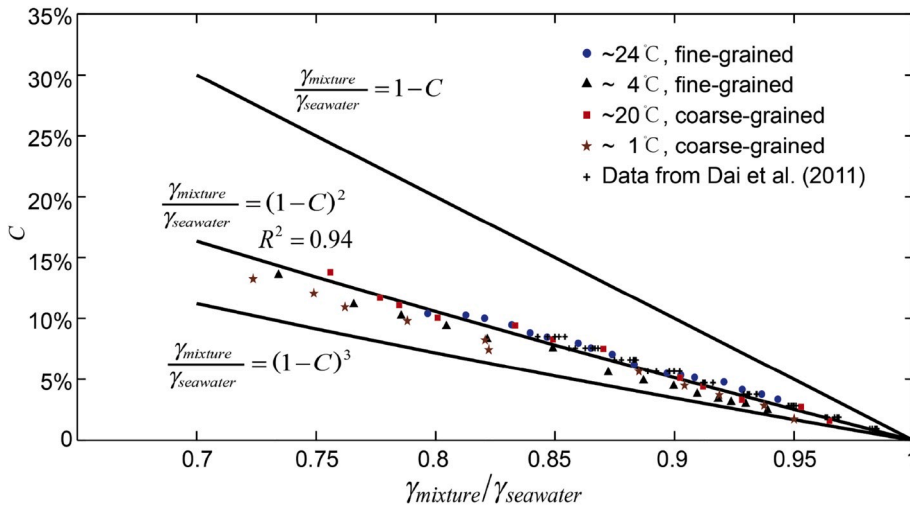 35%
30%
25%
20%
15%
10%
5%
0
C
~24℃, fine-grained
~ 4℃, fine-grained
~20℃, coarse-grained
~ 1℃, coarse-grained
Data from Dai et al. (2011)
γmixture/γseawater = 1−C
γmixture/γseawater = (1−C)²
R² = 0.94
γmixture/γseawater = (1−C)³
0.7 0.75 0.8 0.85 0.9 0.95 1
γmixture/γseawater